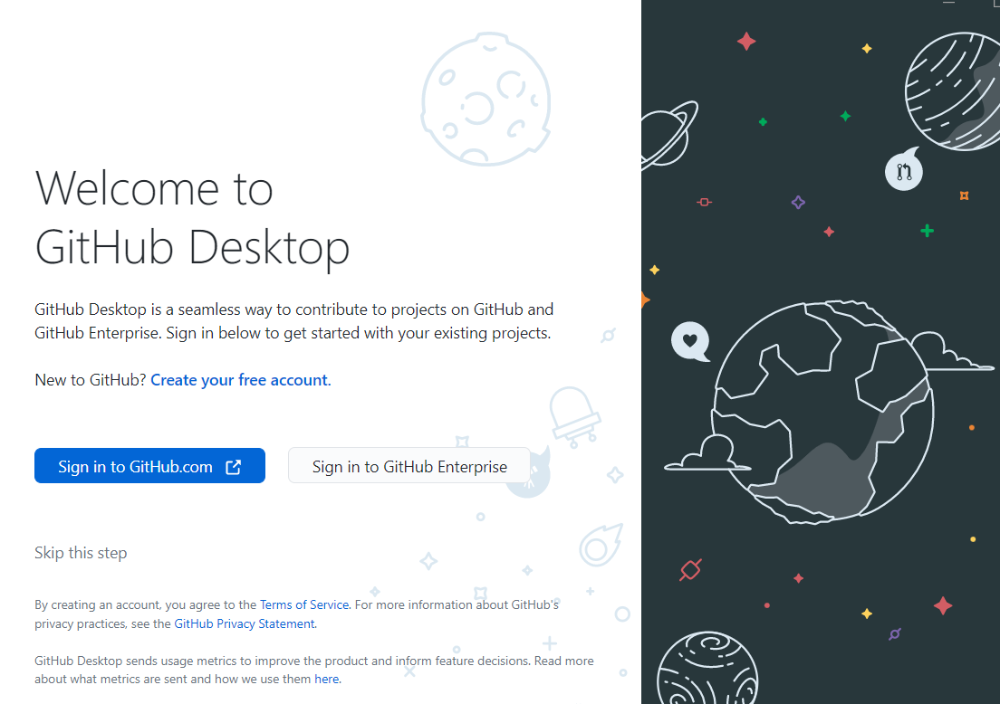 Welcome to
GitHub Desktop
GitHub Desktop is a seamless way to contribute to projects on GitHub and
GitHub Enterprise. Sign in below to get started with your existing projects.
New to GitHub? Create your free account.
Sign in to GitHub.com
Sign in to GitHub Enterprise
Skip this step
By creating an account, you agree to the Terms of Service. For more information about GitHub's
privacy practices, see the GitHub Privacy Statement.
GitHub Desktop sends usage metrics to improve the product and inform feature decisions. Read more
about what metrics are sent and how we use them here.